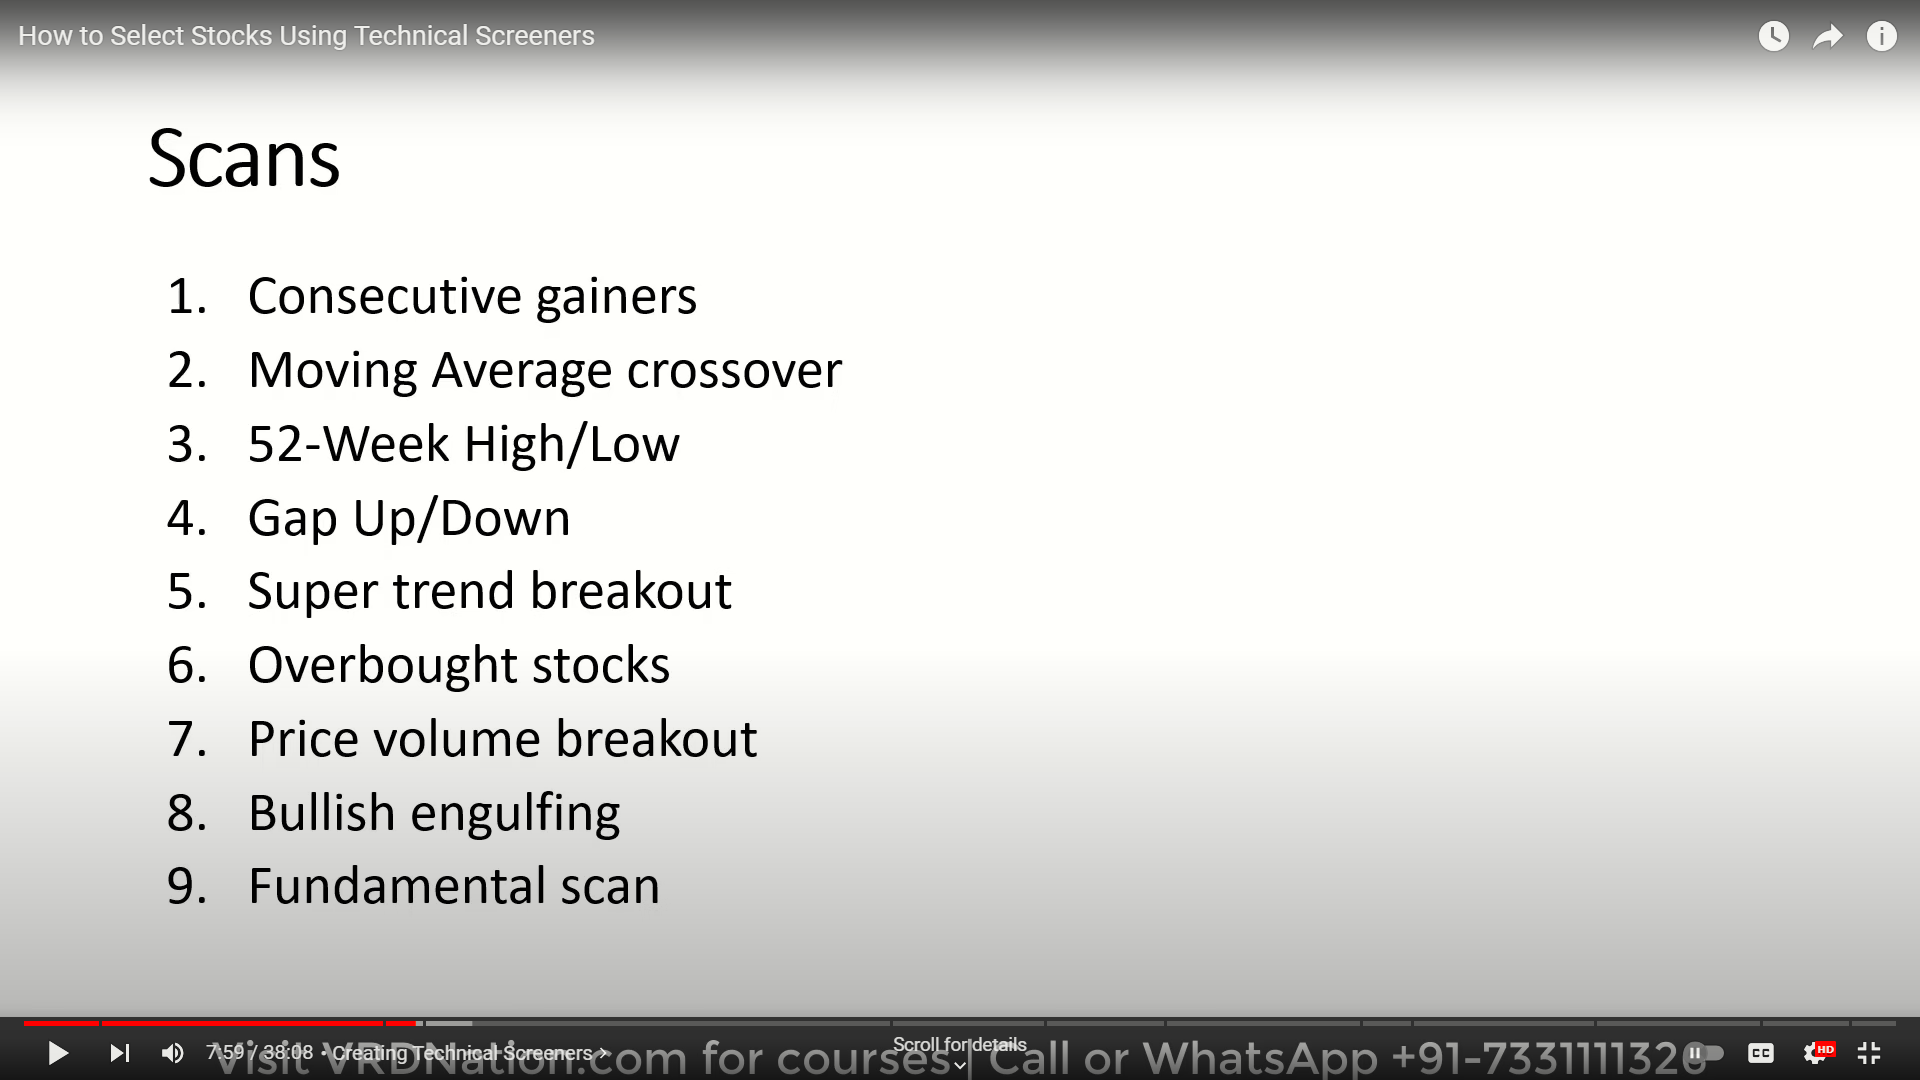 How to Select Stocks Using Technical Screeners
Scans
1. Consecutive gainers
2. Moving Average crossover
3. 52-Week High/Low
4. Gap Up/Down
5. Super trend breakout
6. Overbought stocks
7. Price volume breakout
8. Bullish engulfing
9. Fundamental scan
Scroll for details
7:59 / 38:08 • Creating Technical Screeners ›
Visit VRDNation.com for courses | Call or WhatsApp +91-7331111320
CC
HD